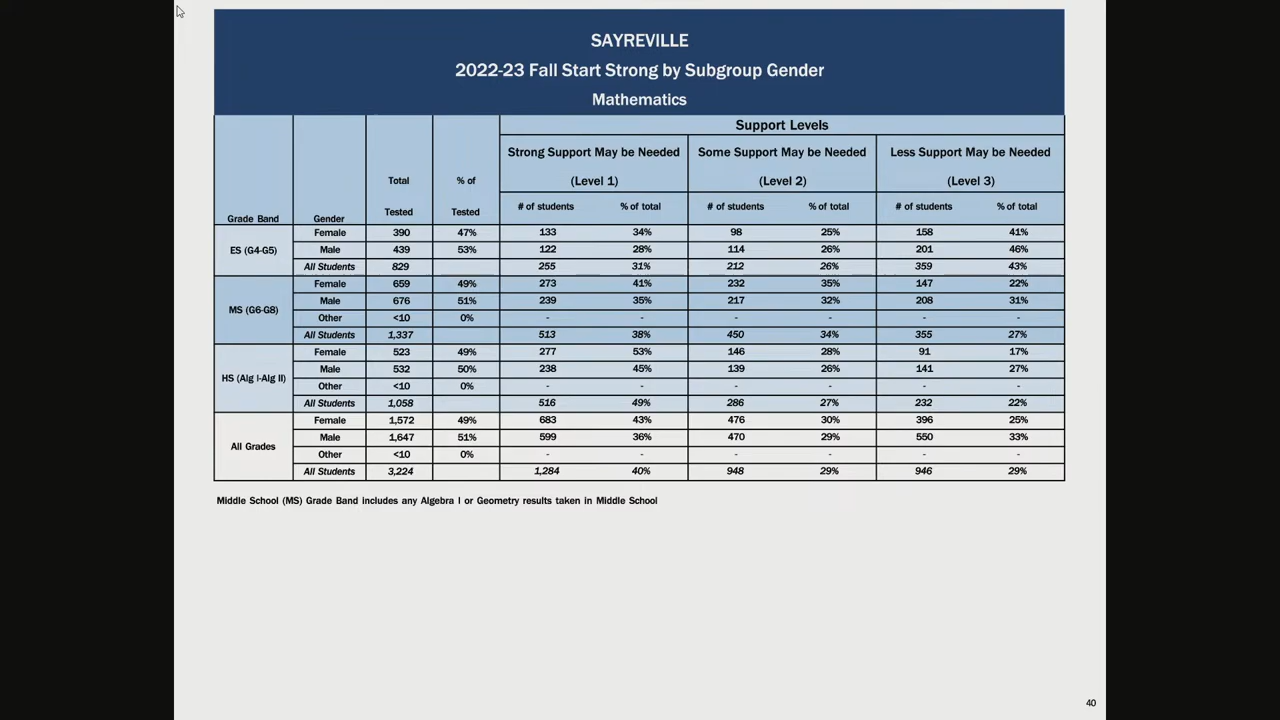 SAYREVILLE
2022-23 Fall Start Strong by Subgroup Gender
Mathematics
Support Levels
Strong Support May be Needed Some Support May be Needed Less Support May be Needed
Total % of (Level 1) (Level 2) (Level 3)
Grade Band Gender Tested Tested # of students % of total # of students % of total # of students % of total
Female 390 47% 133 34% 98 25% 158 41%
ES (G4-G5) Male 439 53% 122 28% 114 26% 201 46%
All Students 829 255 31% 212 26% 359 43%
Female 659 49% 273 41% 232 35% 147 22%
MS (G6-G8) Male 676 51% 239 35% 217 32% 208 31%
Other <10 0% - - - - - -
All Students 1,337 513 38% 450 34% 355 27%
Female 523 49% 277 53% 146 28% 91 17%
HS (Alg I-Alg II) Male 532 50% 238 45% 139 26% 141 27%
Other <10 0% - - - - - -
All Students 1,058 516 49% 286 27% 232 22%
Female 1,572 49% 683 43% 476 30% 396 25%
All Grades Male 1,647 51% 599 36% 470 29% 550 33%
Other <10 0% - - - - - -
All Students 3,224 1,284 40% 948 29% 946 29%
Middle School (MS) Grade Band includes any Algebra I or Geometry results taken in Middle School
40